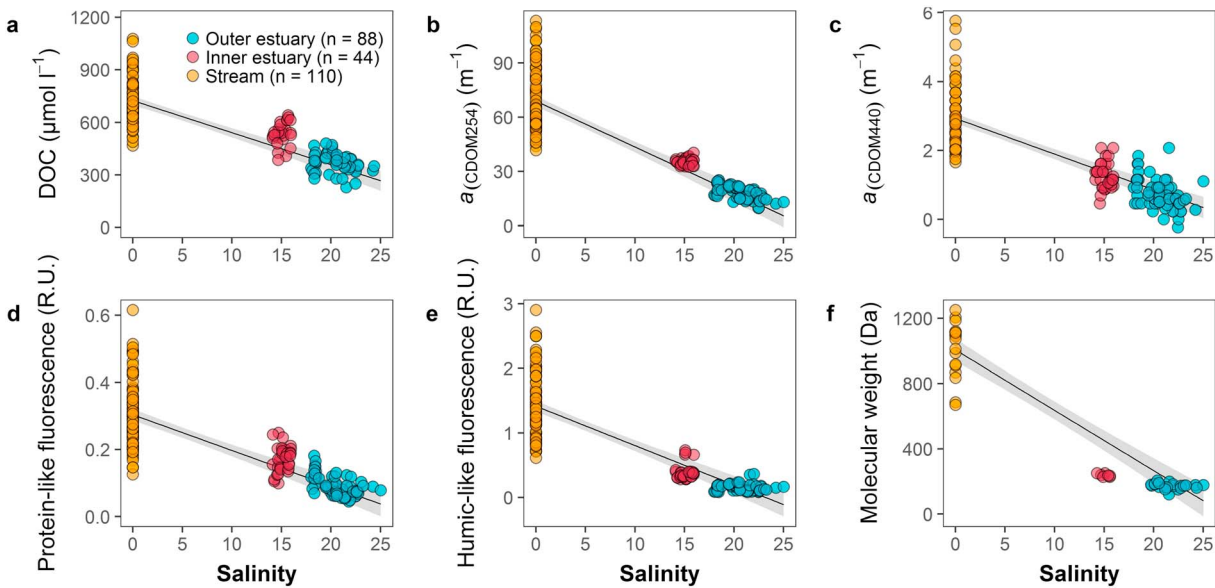 a
DOC (μmol l⁻¹)
1200
900
600
300
0
Outer estuary (n = 88)
Inner estuary (n = 44)
Stream (n = 110)
0 5 10 15 20 25
b
a(CDOM254) (m⁻¹)
90
60
30
0
0 5 10 15 20 25
c
a(CDOM440) (m⁻¹)
6
4
2
0
0 5 10 15 20 25
d
Protein-like fluorescence (R.U.)
0.6
0.4
0.2
0.0
0 5 10 15 20 25
Salinity
e
Humic-like fluorescence (R.U.)
3
2
1
0
0 5 10 15 20 25
Salinity
f
Molecular weight (Da)
1200
800
400
0
0 5 10 15 20 25
Salinity